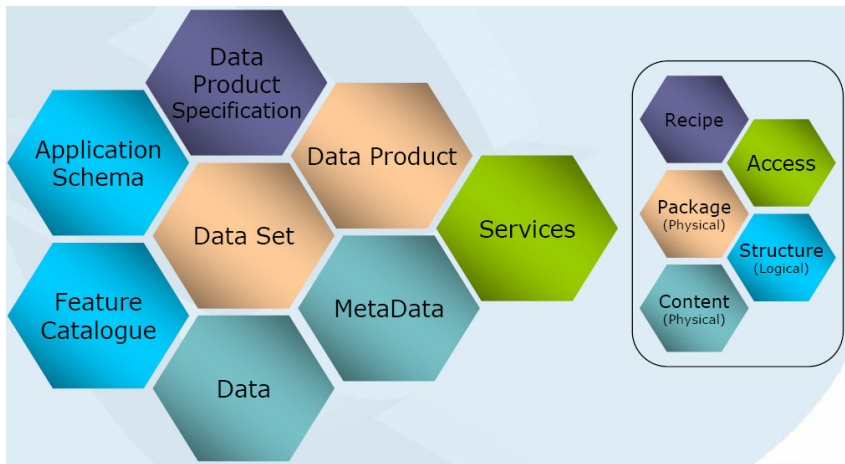 Data
Product
Specification
Application
Schema
Data Product
Data Set
Services
Feature
Catalogue
MetaData
Data
Recipe
Access
Package
(Physical)
Structure
(Logical)
Content
(Physical)